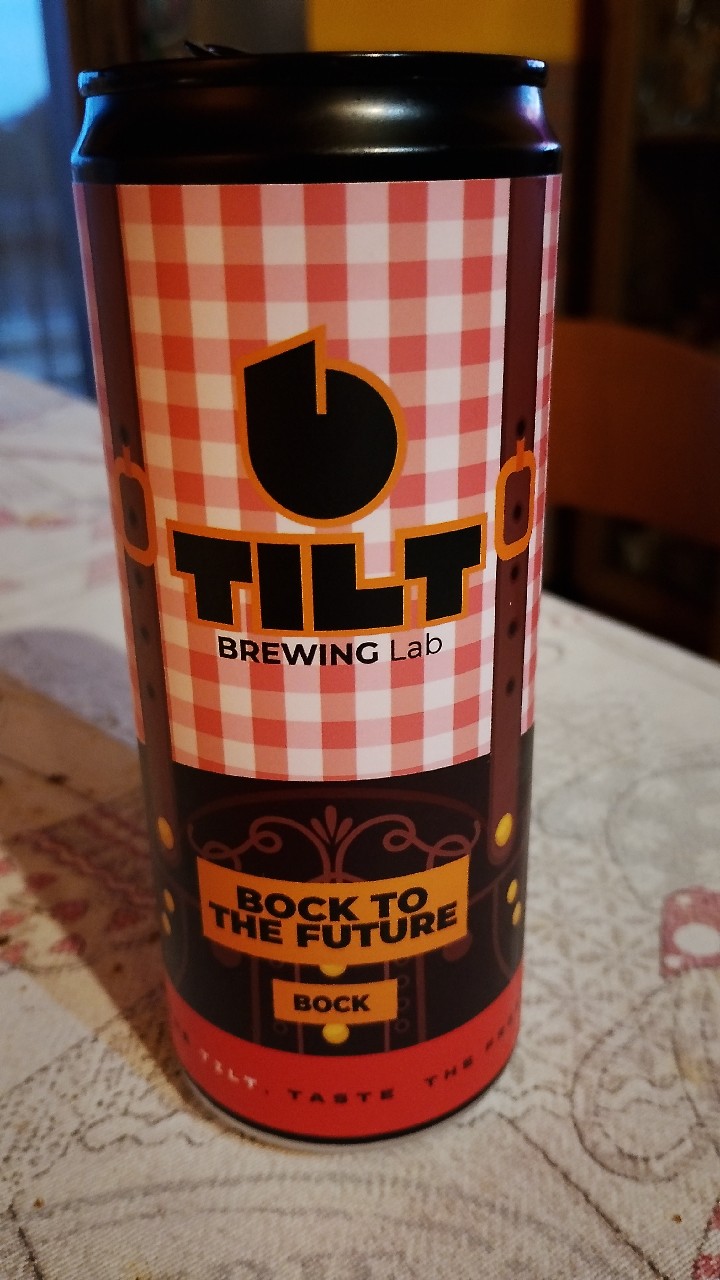 TILT
BREWING Lab
BOCK TO
THE FUTURE
BOCK
TILT. TASTE THE